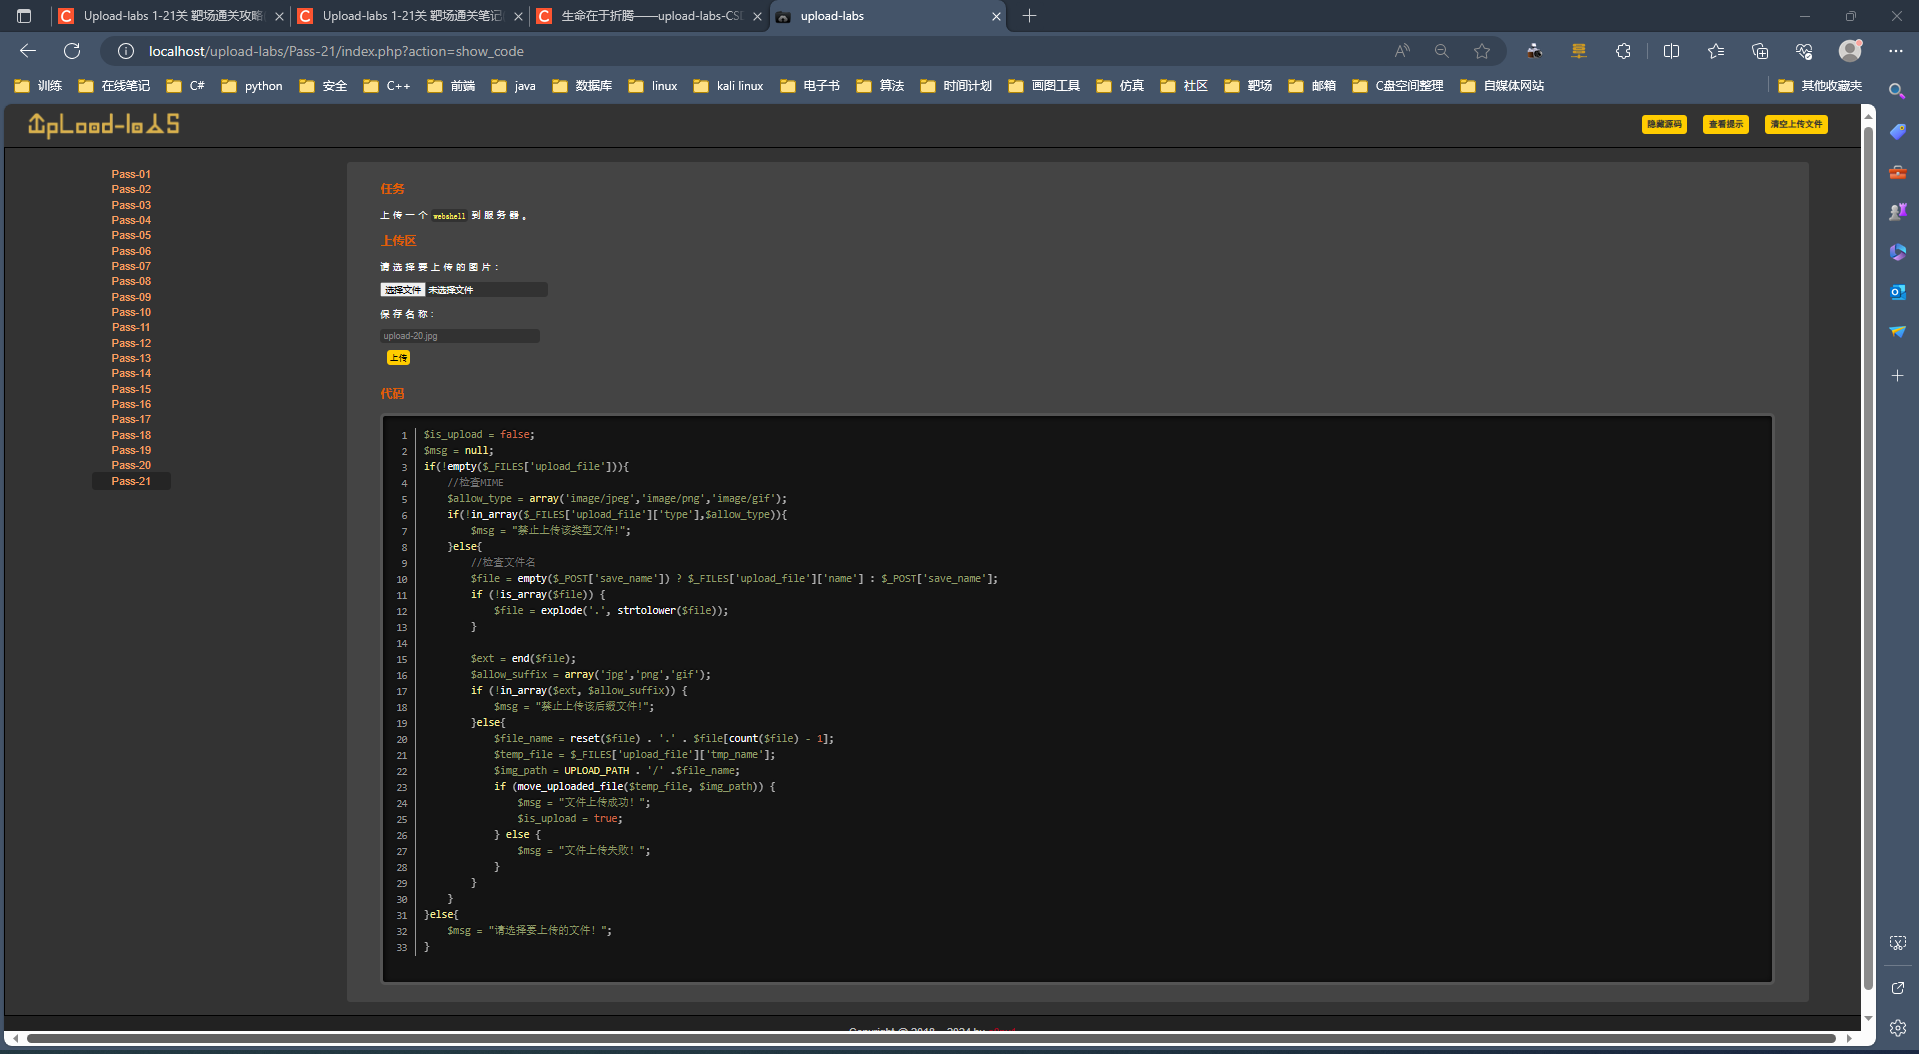 Upload-labs 1-21关 靶场通关攻略
Upload-labs 1-21关 靶场通关笔记
生命在于折腾——upload-labs-CS
upload-labs
localhost/upload-labs/Pass-21/index.php?action=show_code
训练 在线笔记 C# python 安全 C++ 前端 java 数据库 linux kali linux 电子书 算法 时间计划 画图工具 仿真 社区 靶场 邮箱 C盘空间整理 自媒体网站 其他收藏夹
UpLoad-labs
隐藏源码 查看提示 清空上传文件
Pass-01
Pass-02
Pass-03
Pass-04
Pass-05
Pass-06
Pass-07
Pass-08
Pass-09
Pass-10
Pass-11
Pass-12
Pass-13
Pass-14
Pass-15
Pass-16
Pass-17
Pass-18
Pass-19
Pass-20
Pass-21
任务
上传一个 webshell 到服务器。
上传区
请选择要上传的图片：
选择文件 未选择文件
保存名称：
upload-20.jpg
上传
代码
1 $is_upload = false;
2 $msg = null;
3 if(!empty($_FILES['upload_file'])){
4 //检查MIME
5 $allow_type = array('image/jpeg','image/png','image/gif');
6 if(!in_array($_FILES['upload_file']['type'],$allow_type)){
7 $msg = "禁止上传该类型文件!";
8 }else{
9 //检查文件名
10 $file = empty($_POST['save_name']) ? $_FILES['upload_file']['name'] : $_POST['save_name'];
11 if (!is_array($file)) {
12 $file = explode('.', strtolower($file));
13 }
14
15 $ext = end($file);
16 $allow_suffix = array('jpg','png','gif');
17 if (!in_array($ext, $allow_suffix)) {
18 $msg = "禁止上传该后缀文件!";
19 }else{
20 $file_name = reset($file) . '.' . $file[count($file) - 1];
21 $temp_file = $_FILES['upload_file']['tmp_name'];
22 $img_path = UPLOAD_PATH . '/' .$file_name;
23 if (move_uploaded_file($temp_file, $img_path)) {
24 $msg = "文件上传成功！";
25 $is_upload = true;
26 } else {
27 $msg = "文件上传失败！";
28 }
29 }
30 }
31 }else{
32 $msg = "请选择要上传的文件！";
33 }